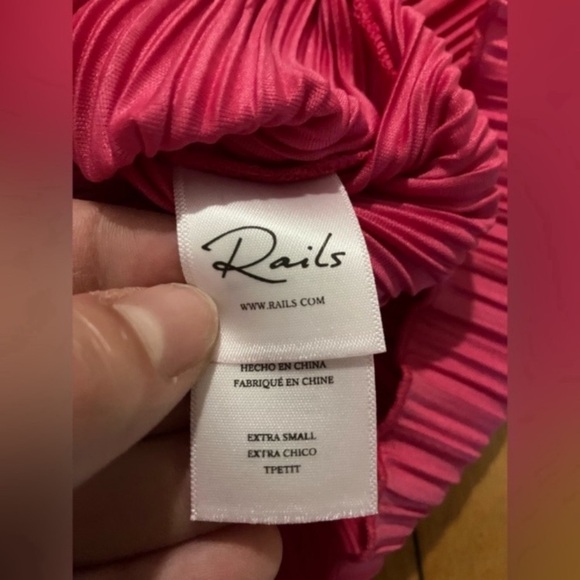 Rails
WWW.RAILS.COM
HECHO EN CHINA
FABRIQUÉ EN CHINE
EXTRA SMALL
EXTRA CHICO
TPETIT